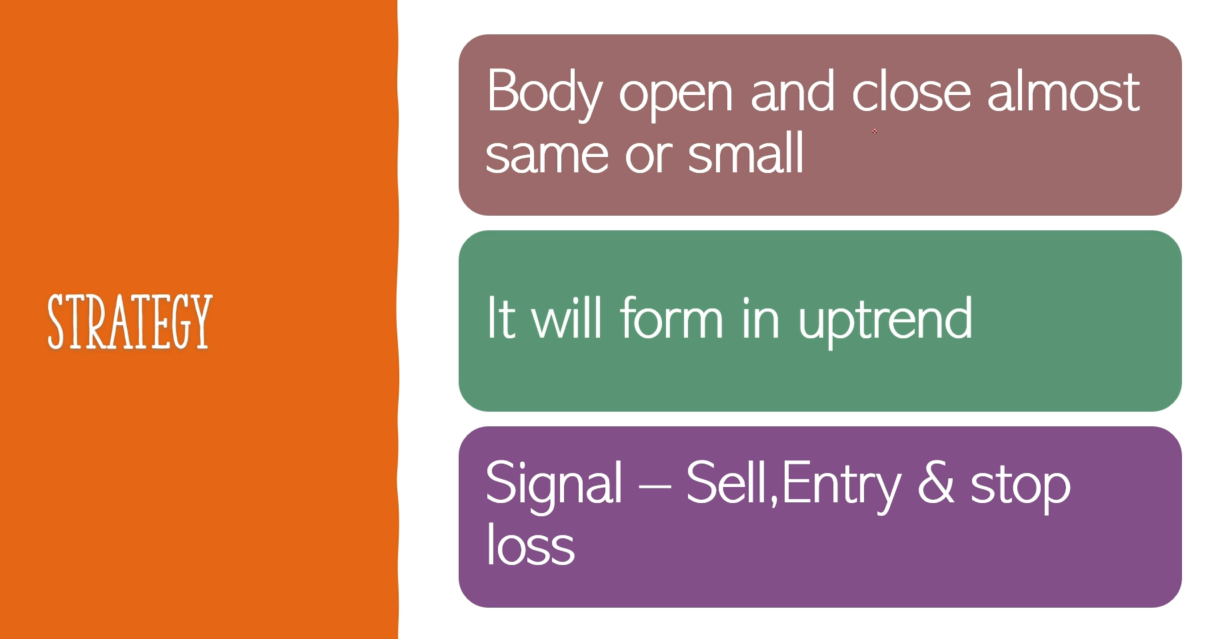 STRATEGY
Body open and close almost
same or small
It will form in uptrend
Signal – Sell,Entry & stop
loss